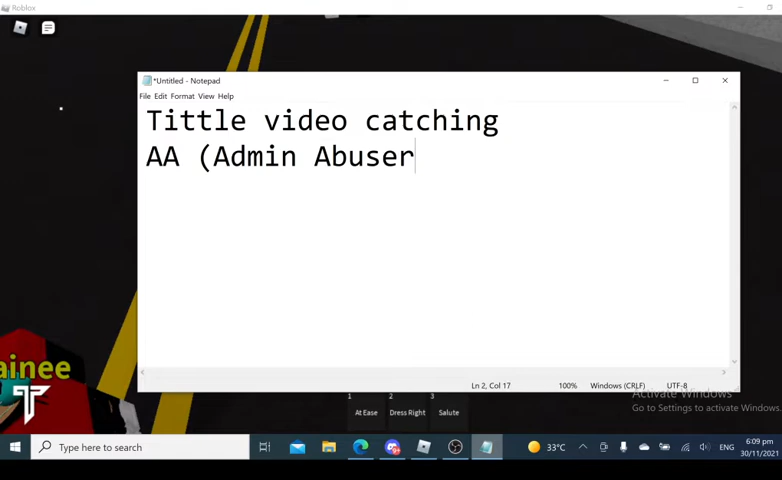 Roblox
*Untitled - Notepad
File Edit Format View Help
Tittle video catching
AA (Admin Abuser
Ln 2, Col 17 100% Windows (CRLF) UTF-8
Activate Windows
Go to Settings to activate Windows.
ainee
1 2 3
At Ease Dress Right Salute
Type here to search
33°C
ENG
6:09 pm
30/11/2021